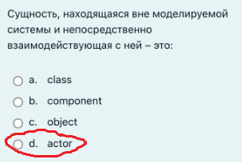 Сущность, находящаяся вне моделируемой
системы и непосредственно
взаимодействующая с ней – это:
a. class
b. component
c. object
d. actor